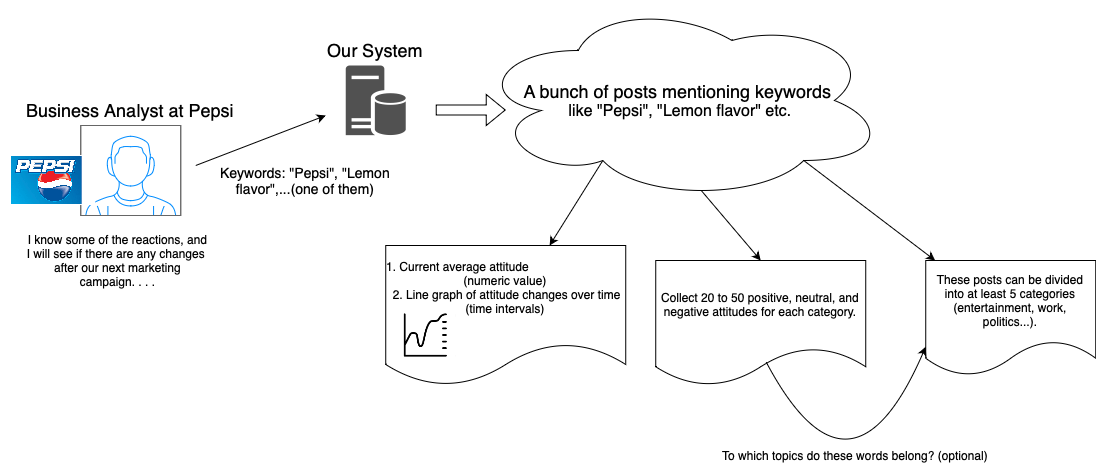 Our System
A bunch of posts mentioning keywords
like "Pepsi", "Lemon flavor" etc.
Business Analyst at Pepsi
PEPSI
Keywords: "Pepsi", "Lemon
flavor",...(one of them)
I know some of the reactions, and
I will see if there are any changes
after our next marketing
campaign. . . .
1. Current average attitude
(numeric value)
2. Line graph of attitude changes over time
(time intervals)
Collect 20 to 50 positive, neutral, and
negative attitudes for each category.
These posts can be divided
into at least 5 categories
(entertainment, work,
politics...).
To which topics do these words belong? (optional)